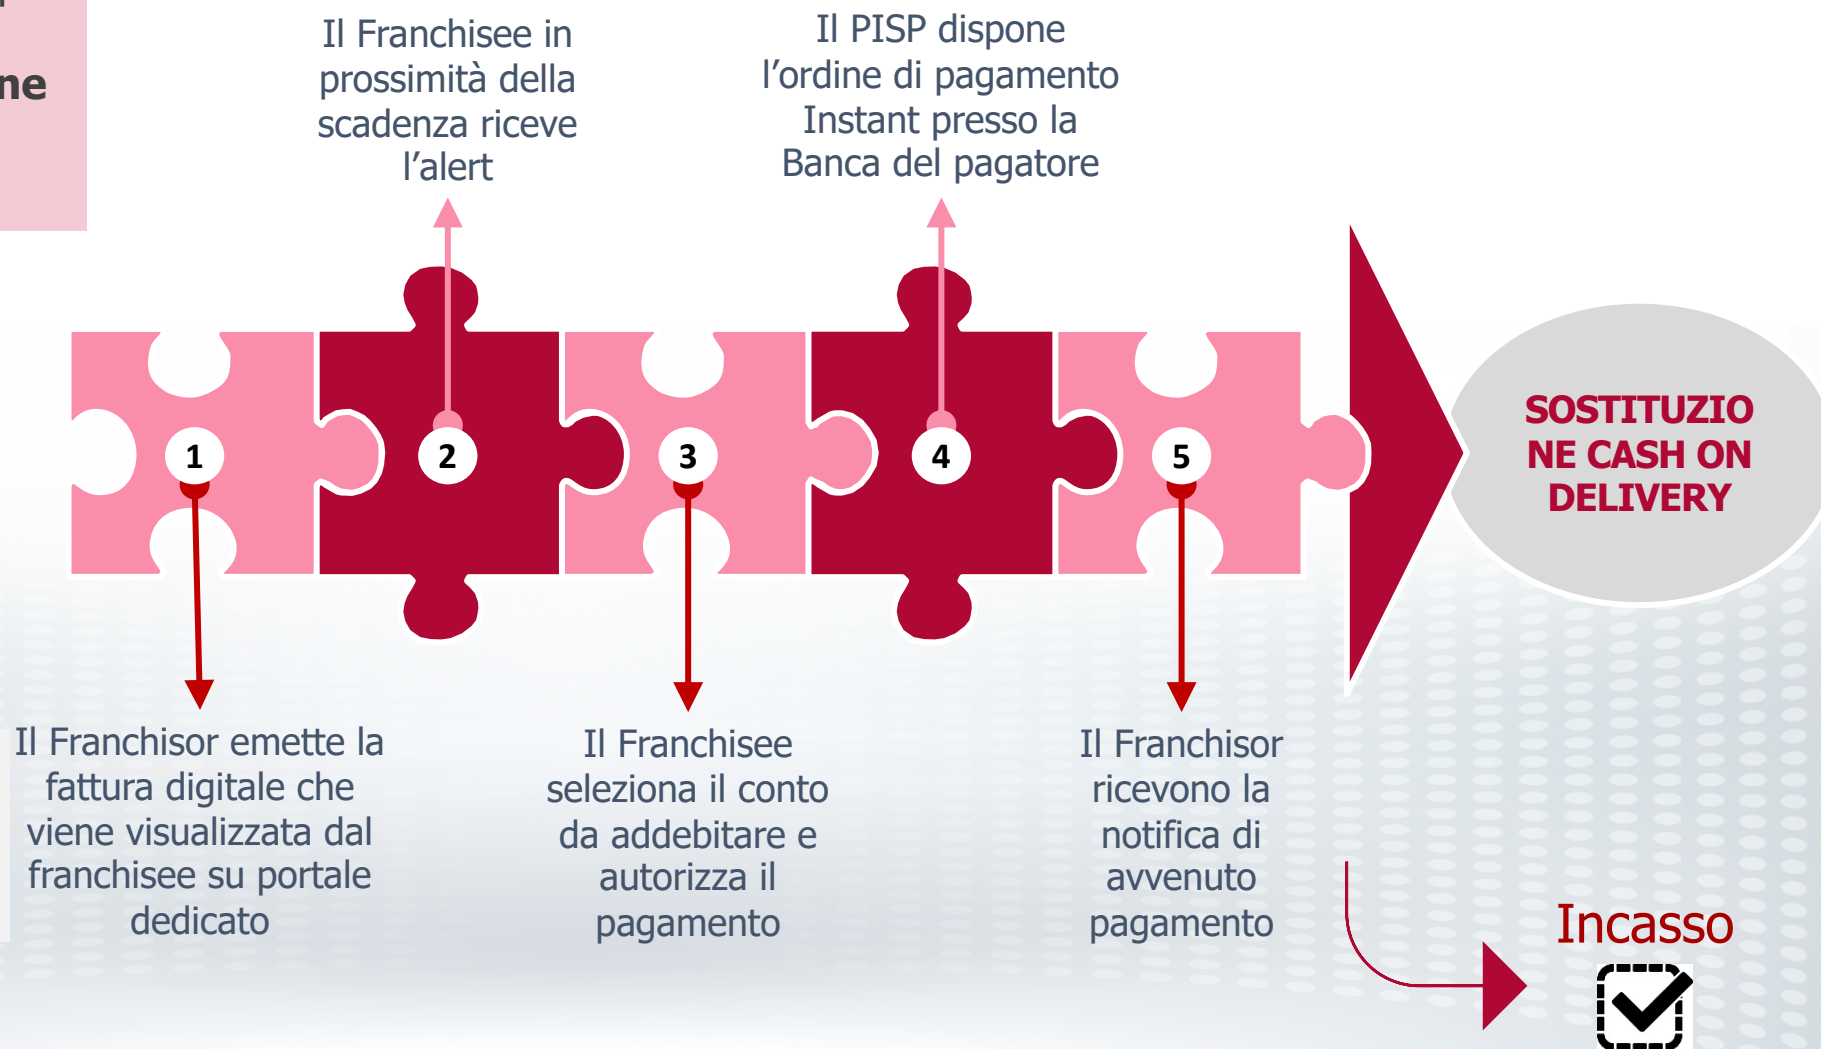 ne
Il Franchisee in
prossimità della
scadenza riceve
l’alert
Il PISP dispone
l’ordine di pagamento
Instant presso la
Banca del pagatore
1
2
3
4
5
SOSTITUZIO
NE CASH ON
DELIVERY
Il Franchisor emette la
fattura digitale che
viene visualizzata dal
franchisee su portale
dedicato
Il Franchisee
seleziona il conto
da addebitare e
autorizza il
pagamento
Il Franchisor
ricevono la
notifica di
avvenuto
pagamento
Incasso